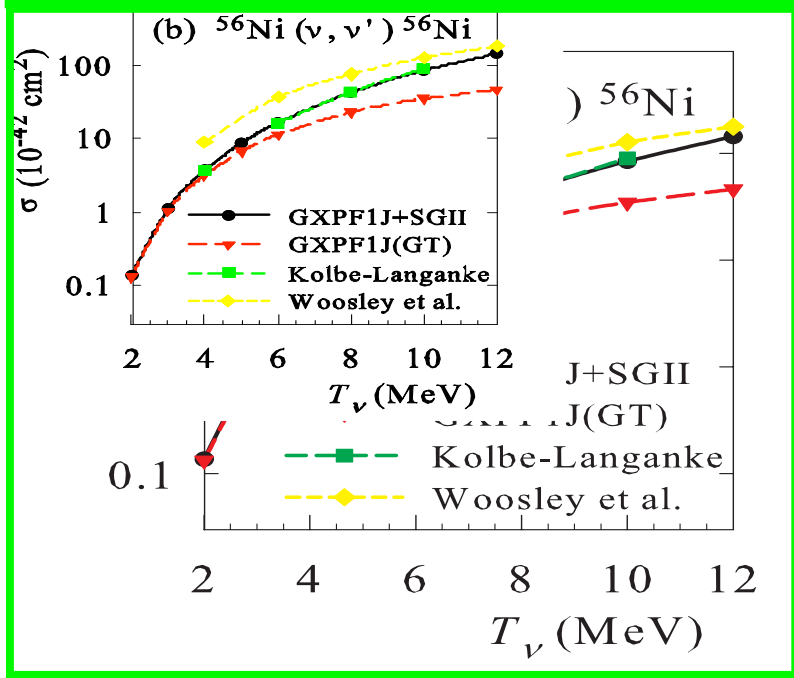 (b) ⁵⁶Ni (ν, ν') ⁵⁶Ni
σ (10⁻⁴² cm²)
100
10
1
0.1
GXPF1J+SGII
GXPF1J(GT)
Kolbe-Langanke
Woosley et al.
2 4 6 8 10 12
Tν (MeV)
) ⁵⁶Ni
J+SGII
J(GT)
Kolbe-Langanke
Woosley et al.
0.1
2 4 6 8 10 12
Tν (MeV)